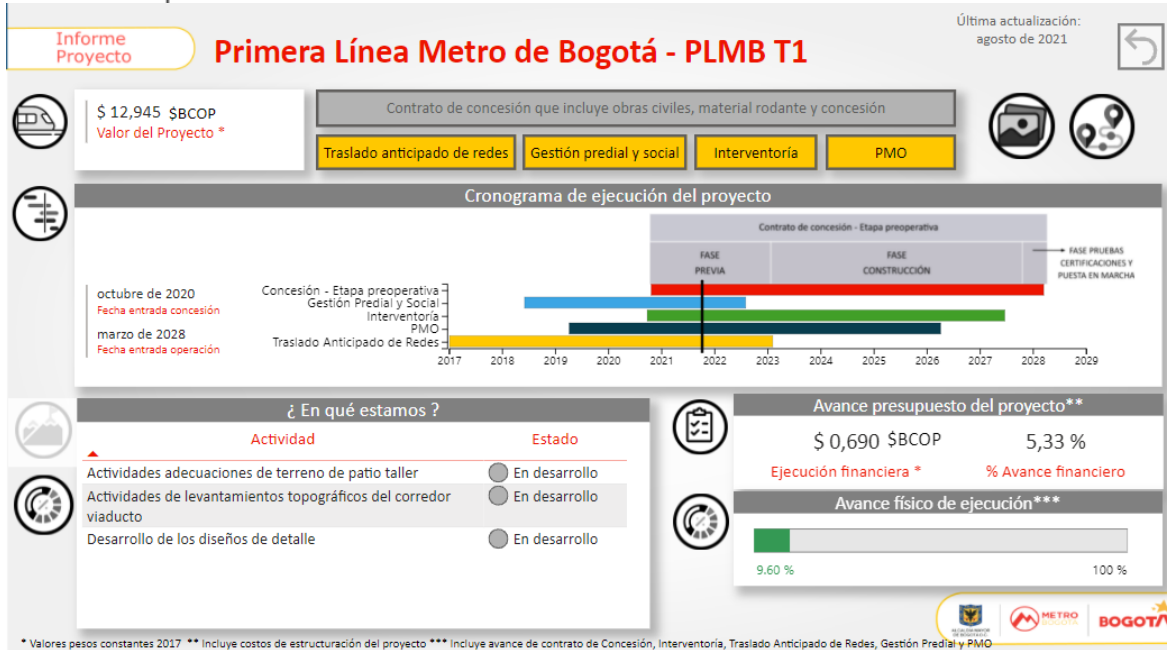 Informe
Proyecto
Primera Línea Metro de Bogotá - PLMB T1
Última actualización:
agosto de 2021
$ 12,945 $BCOP
Valor del Proyecto *
Contrato de concesión que incluye obras civiles, material rodante y concesión
Traslado anticipado de redes
Gestión predial y social
Interventoría
PMO
Cronograma de ejecución del proyecto
Contrato de concesión - Etapa preoperativa
FASE
PREVIA
FASE
CONSTRUCCIÓN
FASE PRUEBAS
CERTIFICACIONES Y
PUESTA EN MARCHA
octubre de 2020
Fecha entrada concesión
marzo de 2028
Fecha entrada operación
Concesión - Etapa preoperativa
Gestión Predial y Social
Interventoría
PMO
Traslado Anticipado de Redes
2017 2018 2019 2020 2021 2022 2023 2024 2025 2026 2027 2028 2029
¿ En qué estamos ?
Actividad Estado
Actividades adecuaciones de terreno de patio taller En desarrollo
Actividades de levantamientos topográficos del corredor En desarrollo
viaducto
Desarrollo de los diseños de detalle En desarrollo
Avance presupuesto del proyecto**
$ 0,690 $BCOP 5,33 %
Ejecución financiera * % Avance financiero
Avance físico de ejecución***
9.60 % 100 %
METRO
BOGOTÁ
BOGOTÁ
* Valores pesos constantes 2017 ** Incluye costos de estructuración del proyecto *** Incluye avance de contrato de Concesión, Interventoría, Traslado Anticipado de Redes, Gestión Predial y PMO